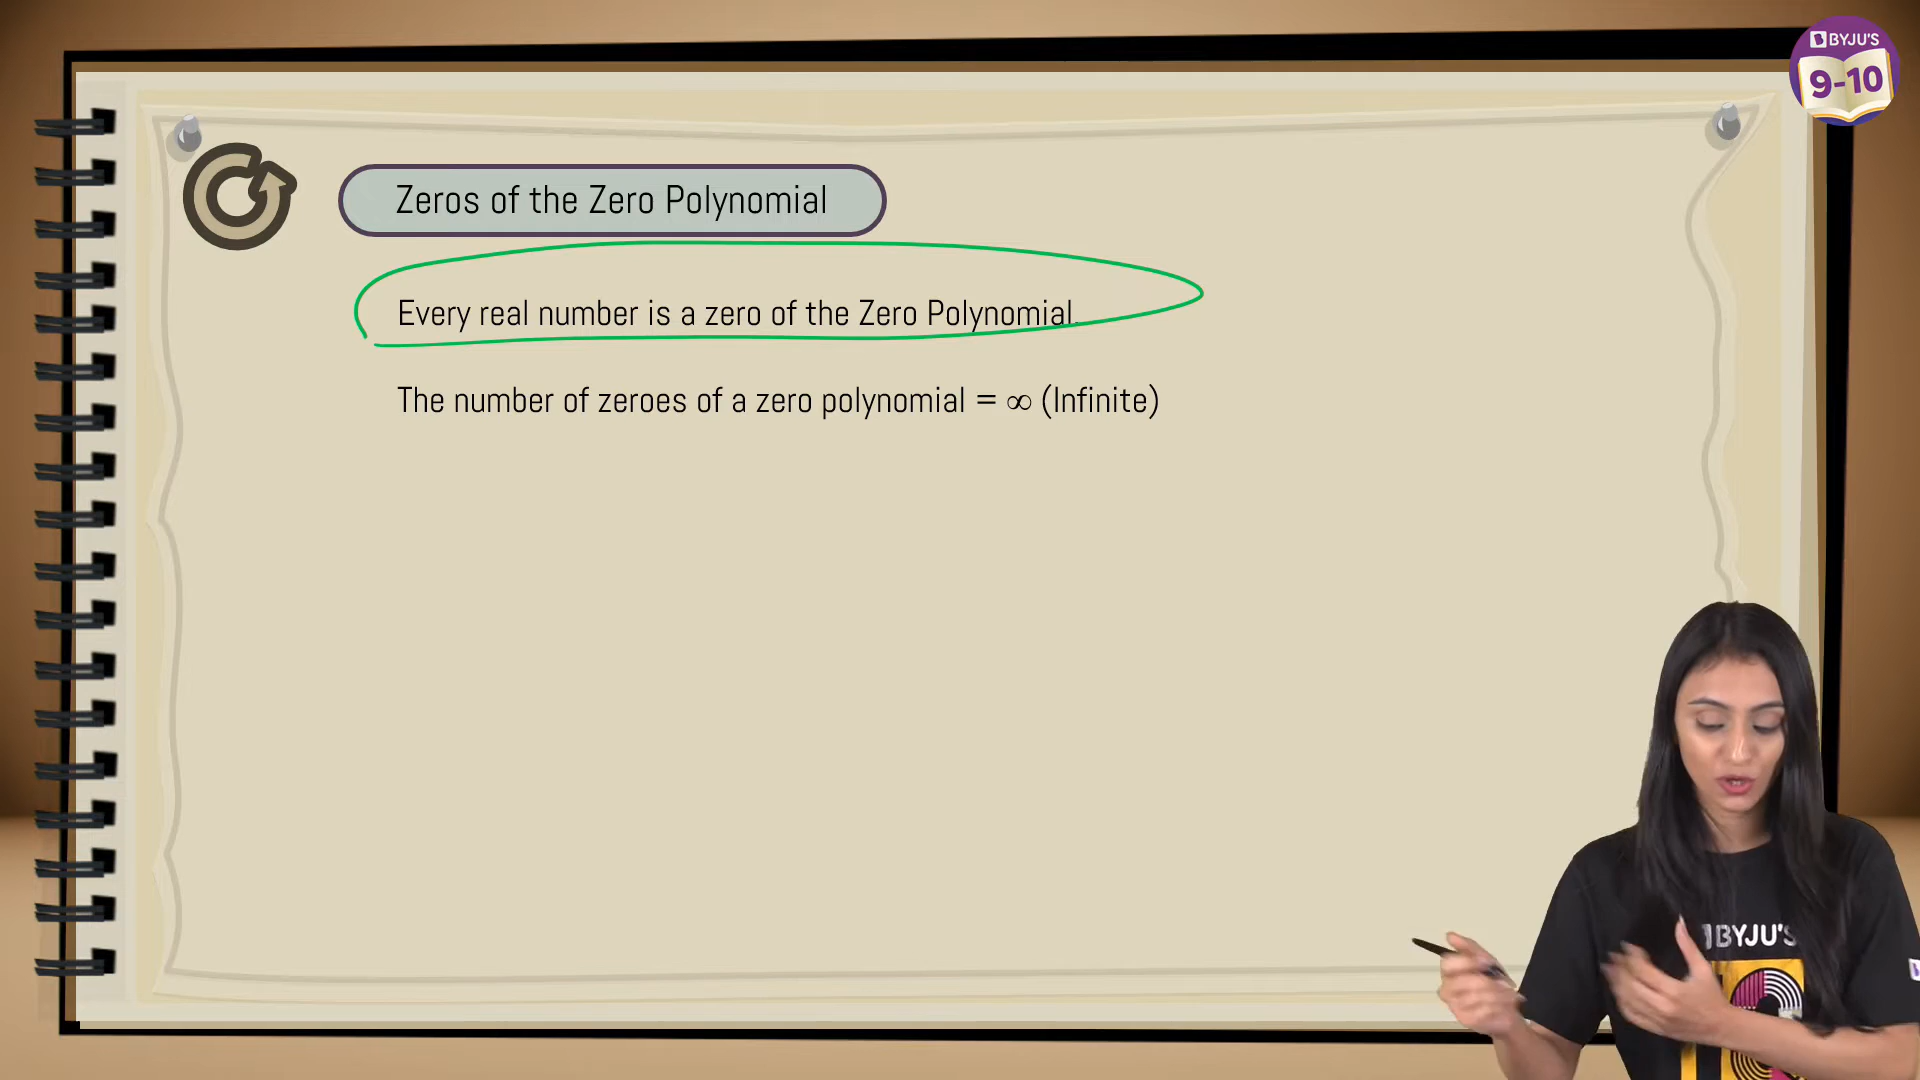 BYJU'S
9-10
Zeros of the Zero Polynomial
Every real number is a zero of the Zero Polynomial.
The number of zeroes of a zero polynomial = ∞ (Infinite)
BYJU'S